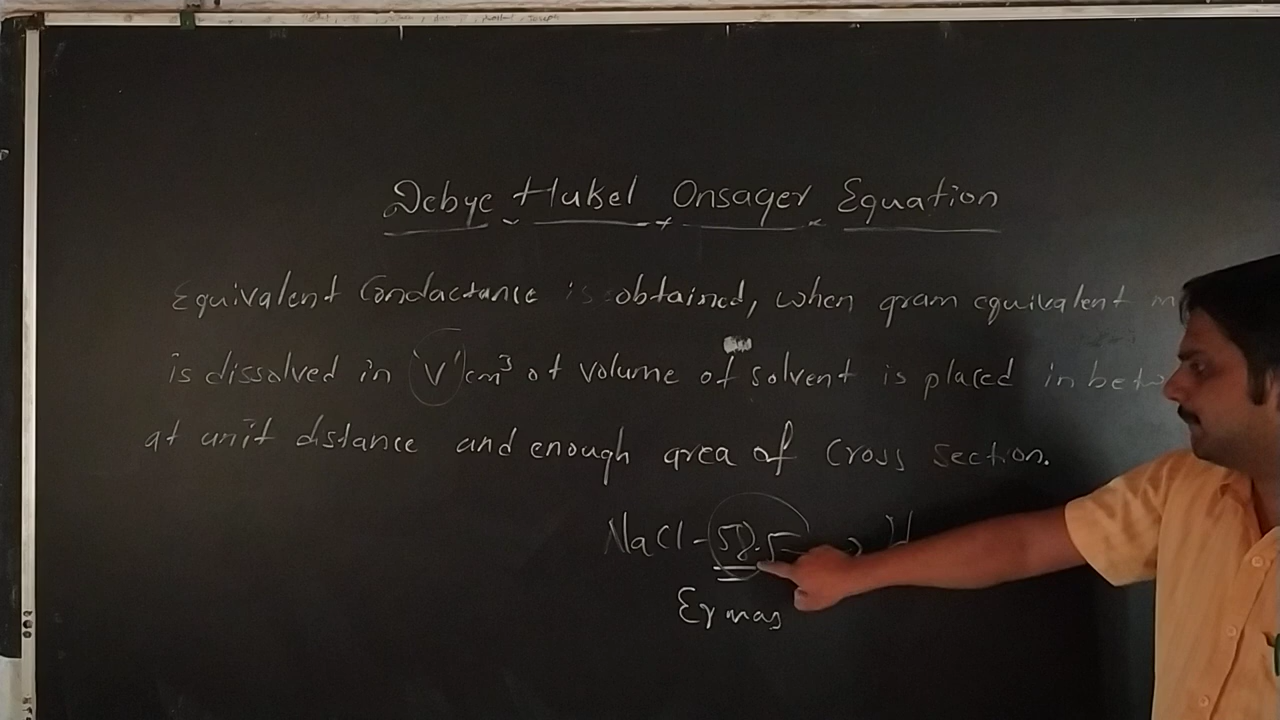 Debye Hukel Onsager Equation
Equivalent Conductance is obtained, when gram equivalent m
is dissolved in 'V' cm³ of volume of solvent is placed in betw
at unit distance and enough area of cross section.
NaCl - 58.5
Eq mas